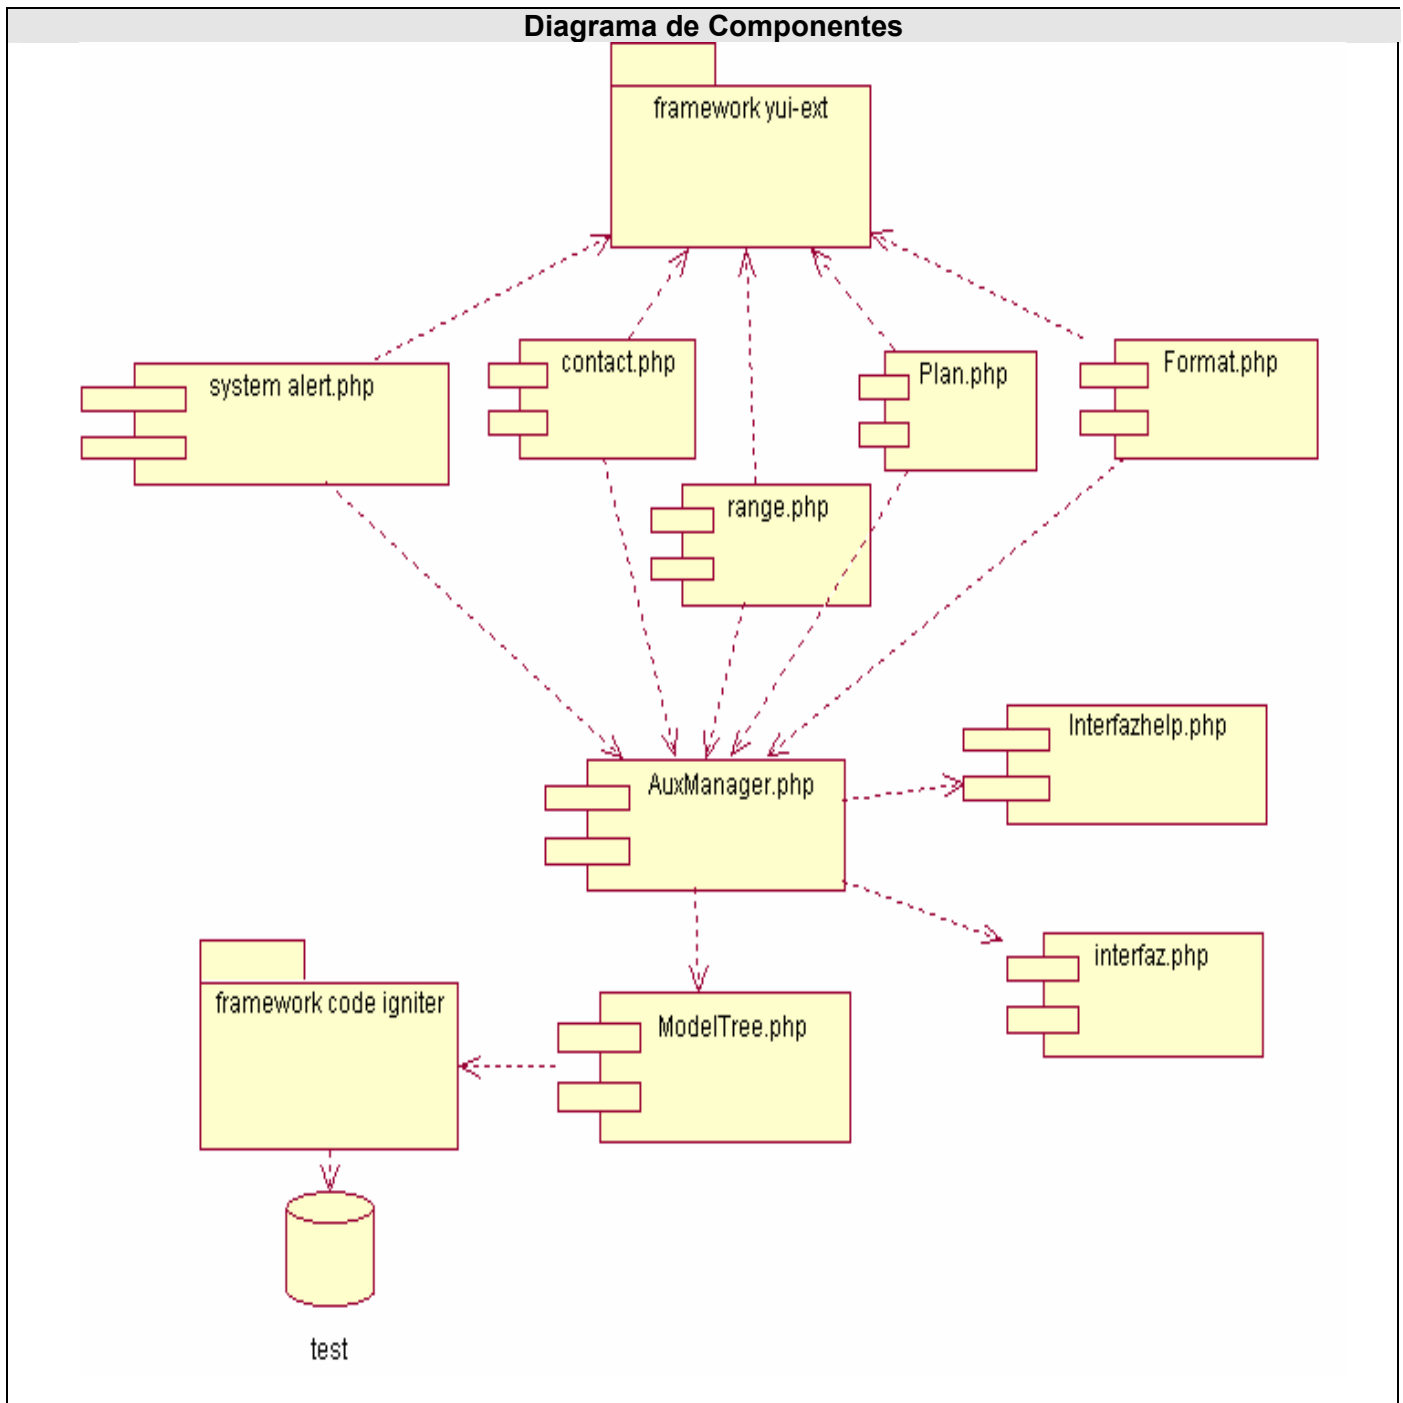 Diagrama de Componentes
framework yui-ext
system alert.php
contact.php
Plan.php
Format.php
range.php
Interfazhelp.php
AuxManager.php
interfaz.php
framework code igniter
ModelTree.php
test